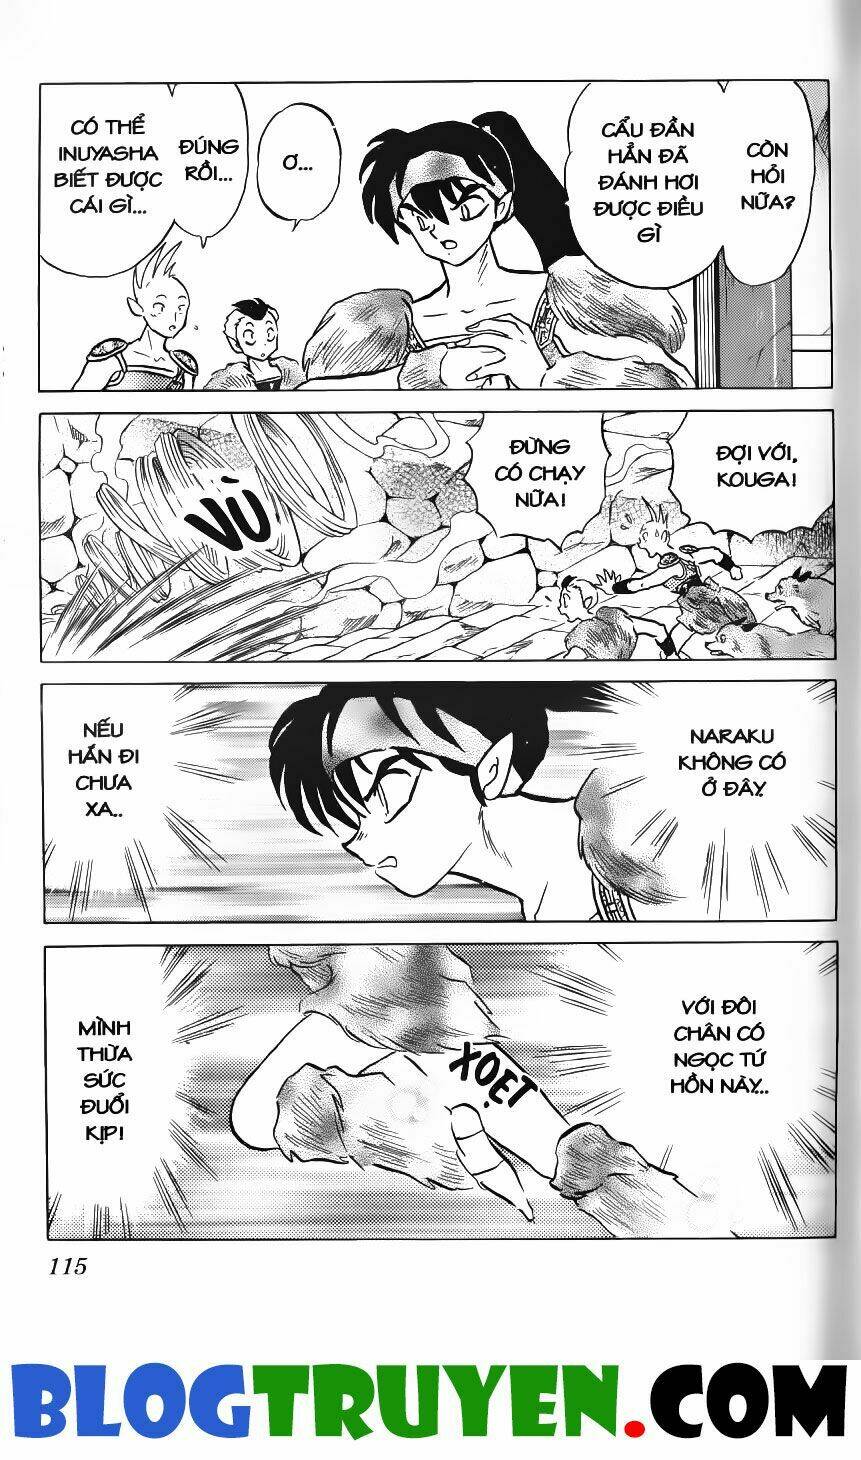 CÒN
HỎI
NỮA?
CẨU ĐẦN
HẲN ĐÃ
ĐÁNH HƠI
ĐƯỢC ĐIỀU
GÌ
Ơ...
ĐÚNG
RỒI...
CÓ THỂ
INUYASHA
BIẾT ĐƯỢC
CÁI GÌ...
ĐỢI VỚI,
KOUGA!
ĐỪNG
CÓ CHẠY
NỮA!
VÙ
NARAKU
KHÔNG CÓ
Ở ĐÂY.
NẾU
HẮN ĐI
CHƯA
XA..
VỚI ĐÔI
CHÂN CÓ
NGỌC TỨ
HỒN NÀY...
XOẸT
MÌNH
THỪA
SỨC
ĐUỔI
KỊP!
115
BLOGTRUYEN.COM